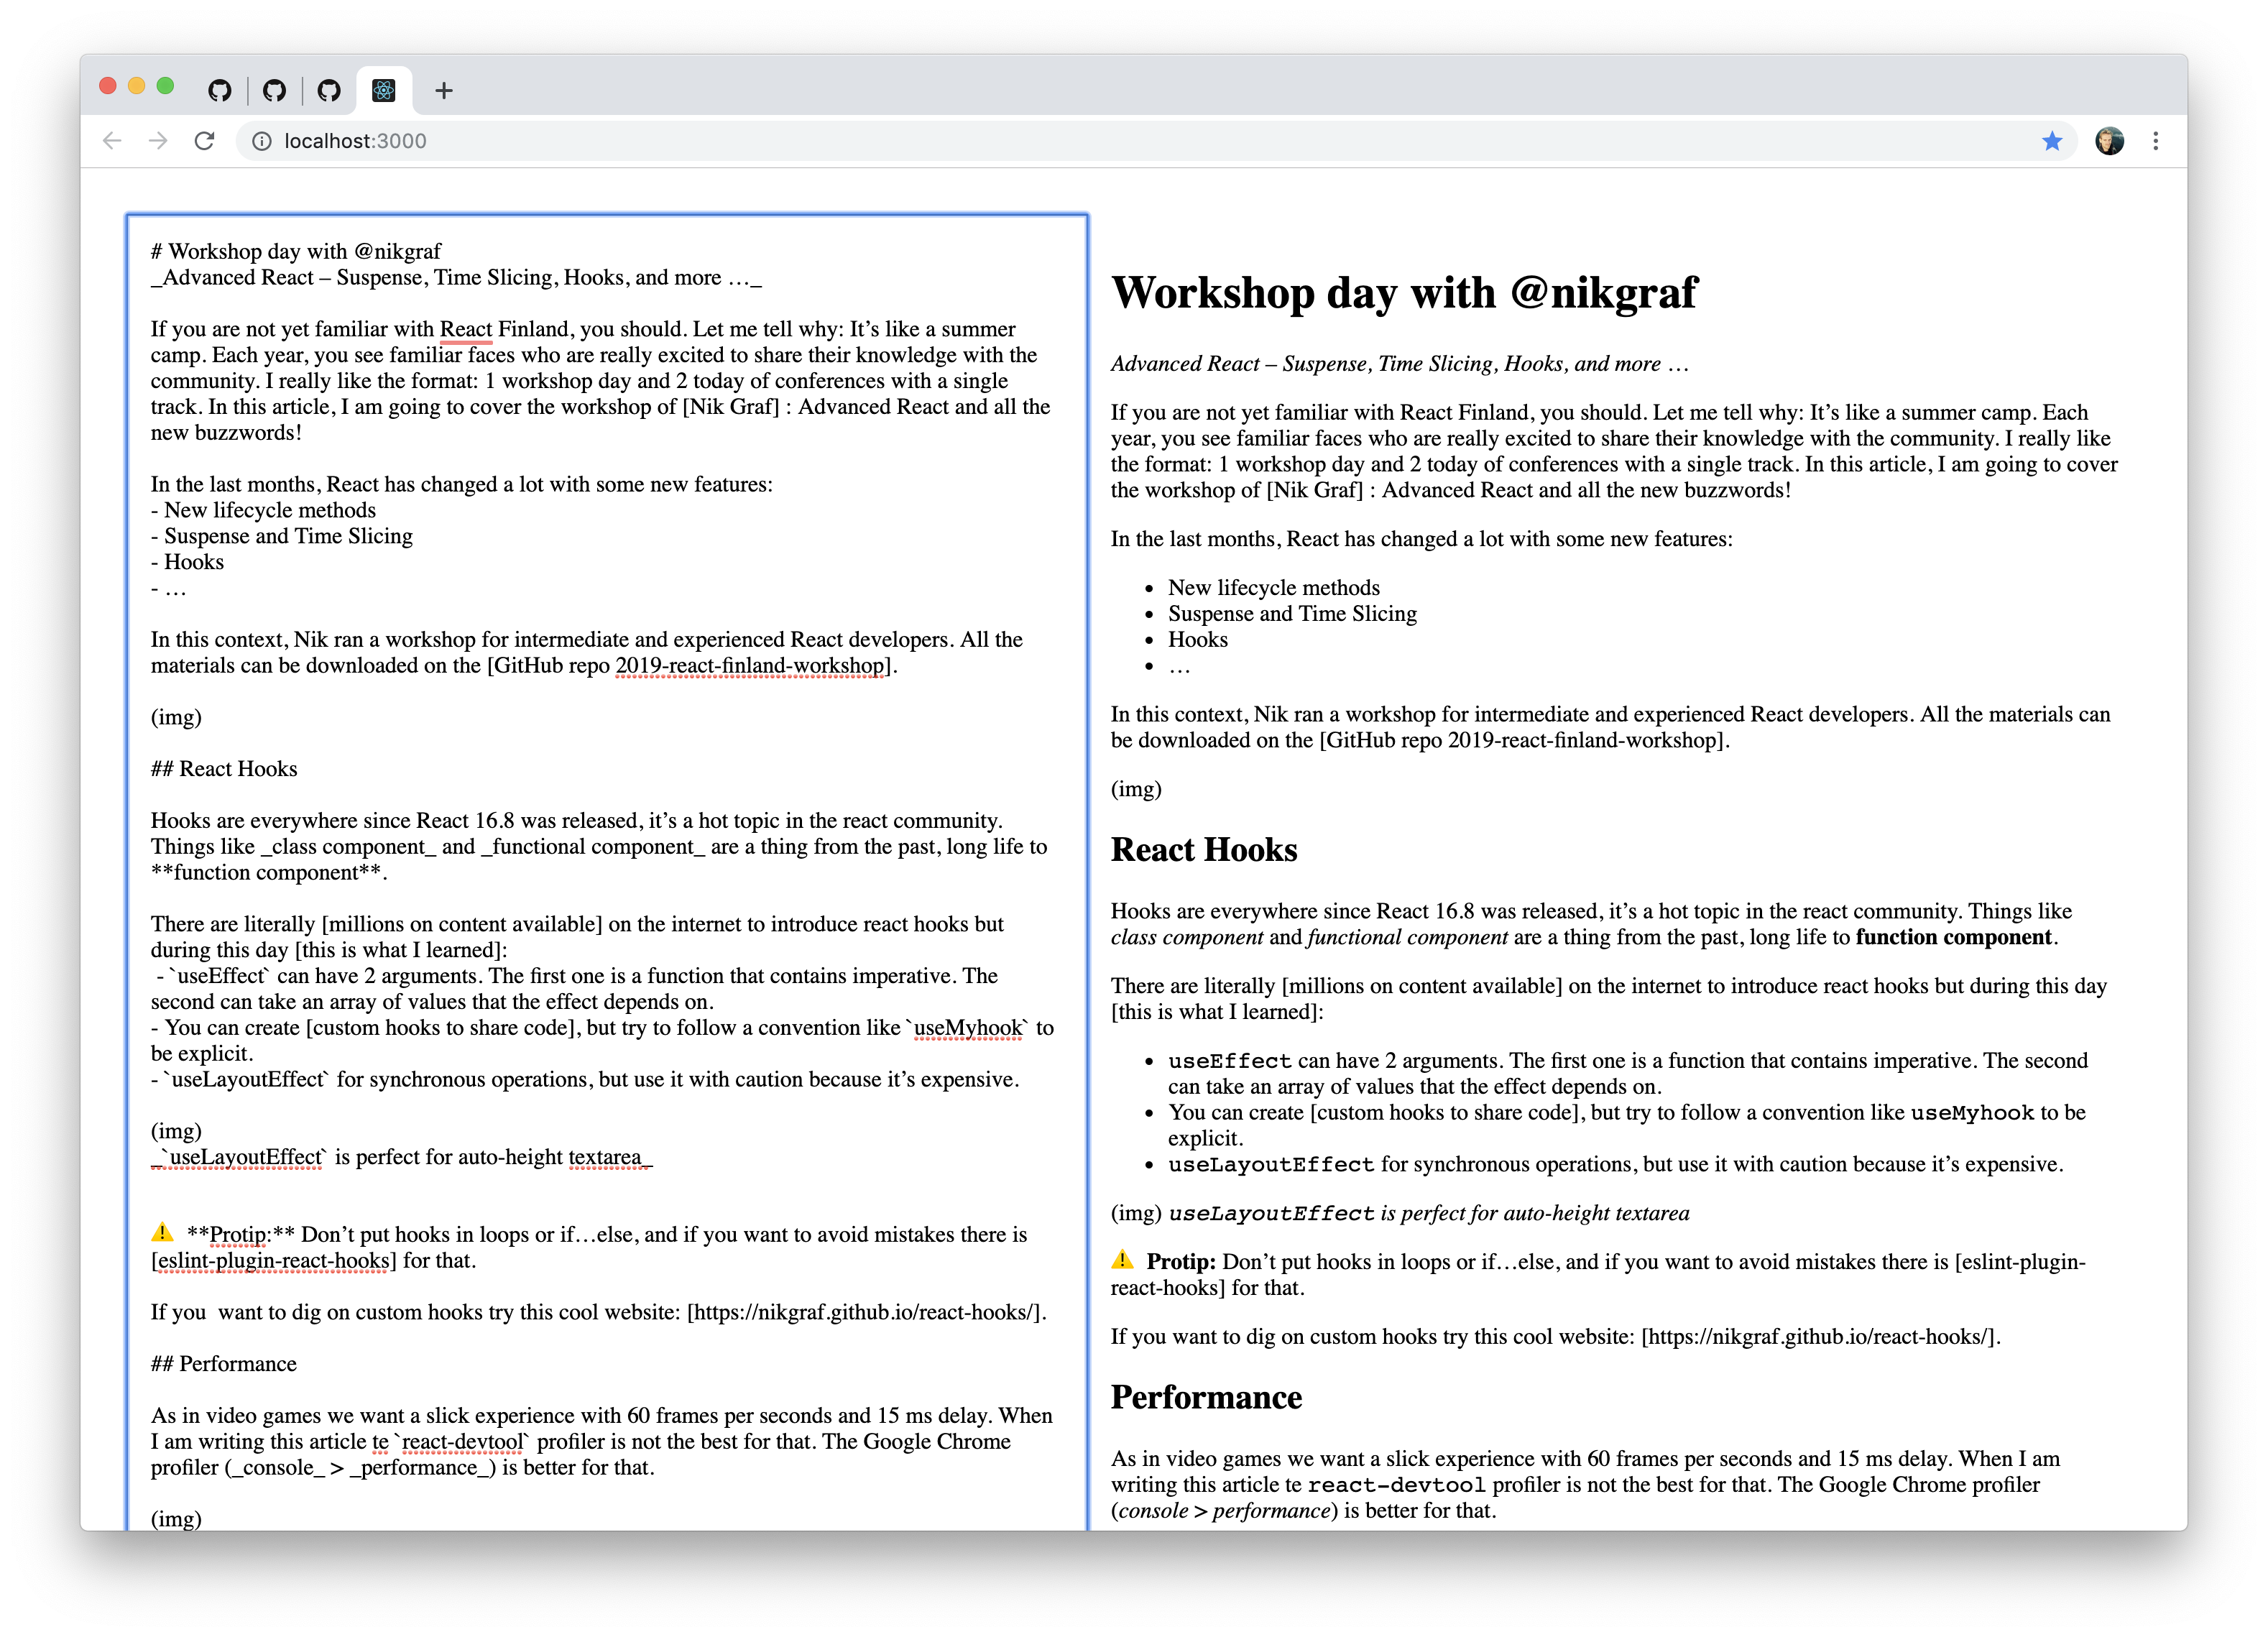 localhost:3000
# Workshop day with @nikgraf
_Advanced React – Suspense, Time Slicing, Hooks, and more …_
If you are not yet familiar with React Finland, you should. Let me tell why: It’s like a summer
camp. Each year, you see familiar faces who are really excited to share their knowledge with the
community. I really like the format: 1 workshop day and 2 today of conferences with a single
track. In this article, I am going to cover the workshop of [Nik Graf] : Advanced React and all the
new buzzwords!
In the last months, React has changed a lot with some new features:
- New lifecycle methods
- Suspense and Time Slicing
- Hooks
- …
In this context, Nik ran a workshop for intermediate and experienced React developers. All the
materials can be downloaded on the [GitHub repo 2019-react-finland-workshop].
(img)
## React Hooks
Hooks are everywhere since React 16.8 was released, it’s a hot topic in the react community.
Things like _class component_ and _functional component_ are a thing from the past, long life to
**function component**.
There are literally [millions on content available] on the internet to introduce react hooks but
during this day [this is what I learned]:
- `useEffect` can have 2 arguments. The first one is a function that contains imperative. The
second can take an array of values that the effect depends on.
- You can create [custom hooks to share code], but try to follow a convention like `useMyhook` to
be explicit.
- `useLayoutEffect` for synchronous operations, but use it with caution because it’s expensive.
(img)
_`useLayoutEffect` is perfect for auto-height textarea_
⚠️ **Protip:** Don’t put hooks in loops or if…else, and if you want to avoid mistakes there is
[eslint-plugin-react-hooks] for that.
If you  want to dig on custom hooks try this cool website: [https://nikgraf.github.io/react-hooks/].
## Performance
As in video games we want a slick experience with 60 frames per seconds and 15 ms delay. When
I am writing this article te `react-devtool` profiler is not the best for that. The Google Chrome
profiler (_console_ > _performance_) is better for that.
(img)
Workshop day with @nikgraf
Advanced React – Suspense, Time Slicing, Hooks, and more …
If you are not yet familiar with React Finland, you should. Let me tell why: It’s like a summer camp. Each
year, you see familiar faces who are really excited to share their knowledge with the community. I really like
the format: 1 workshop day and 2 today of conferences with a single track. In this article, I am going to cover
the workshop of [Nik Graf] : Advanced React and all the new buzzwords!
In the last months, React has changed a lot with some new features:
• New lifecycle methods
• Suspense and Time Slicing
• Hooks
• …
In this context, Nik ran a workshop for intermediate and experienced React developers. All the materials can
be downloaded on the [GitHub repo 2019-react-finland-workshop].
(img)
React Hooks
Hooks are everywhere since React 16.8 was released, it’s a hot topic in the react community. Things like
class component and functional component are a thing from the past, long life to function component.
There are literally [millions on content available] on the internet to introduce react hooks but during this day
[this is what I learned]:
• useEffect can have 2 arguments. The first one is a function that contains imperative. The second
can take an array of values that the effect depends on.
• You can create [custom hooks to share code], but try to follow a convention like useMyhook to be
explicit.
• useLayoutEffect for synchronous operations, but use it with caution because it’s expensive.
(img) useLayoutEffect is perfect for auto-height textarea
⚠️ Protip: Don’t put hooks in loops or if…else, and if you want to avoid mistakes there is [eslint-plugin-
react-hooks] for that.
If you want to dig on custom hooks try this cool website: [https://nikgraf.github.io/react-hooks/].
Performance
As in video games we want a slick experience with 60 frames per seconds and 15 ms delay. When I am
writing this article te react-devtool profiler is not the best for that. The Google Chrome profiler
(console > performance) is better for that.